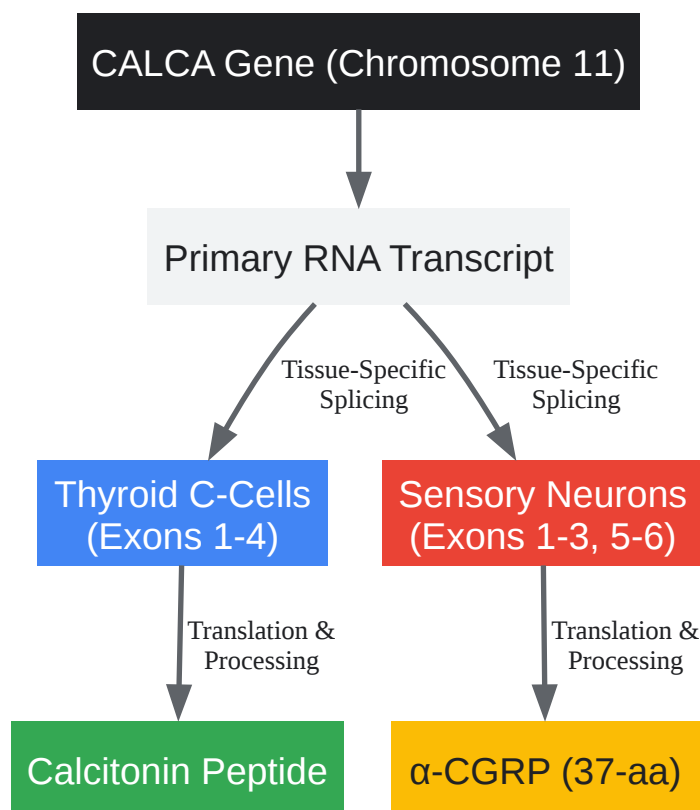 CALCA Gene (Chromosome 11)
Primary RNA Transcript
Tissue-Specific
Splicing
Tissue-Specific
Splicing
Thyroid C-Cells
(Exons 1-4)
Sensory Neurons
(Exons 1-3, 5-6)
Translation &
Processing
Translation &
Processing
Calcitonin Peptide
α-CGRP (37-aa)